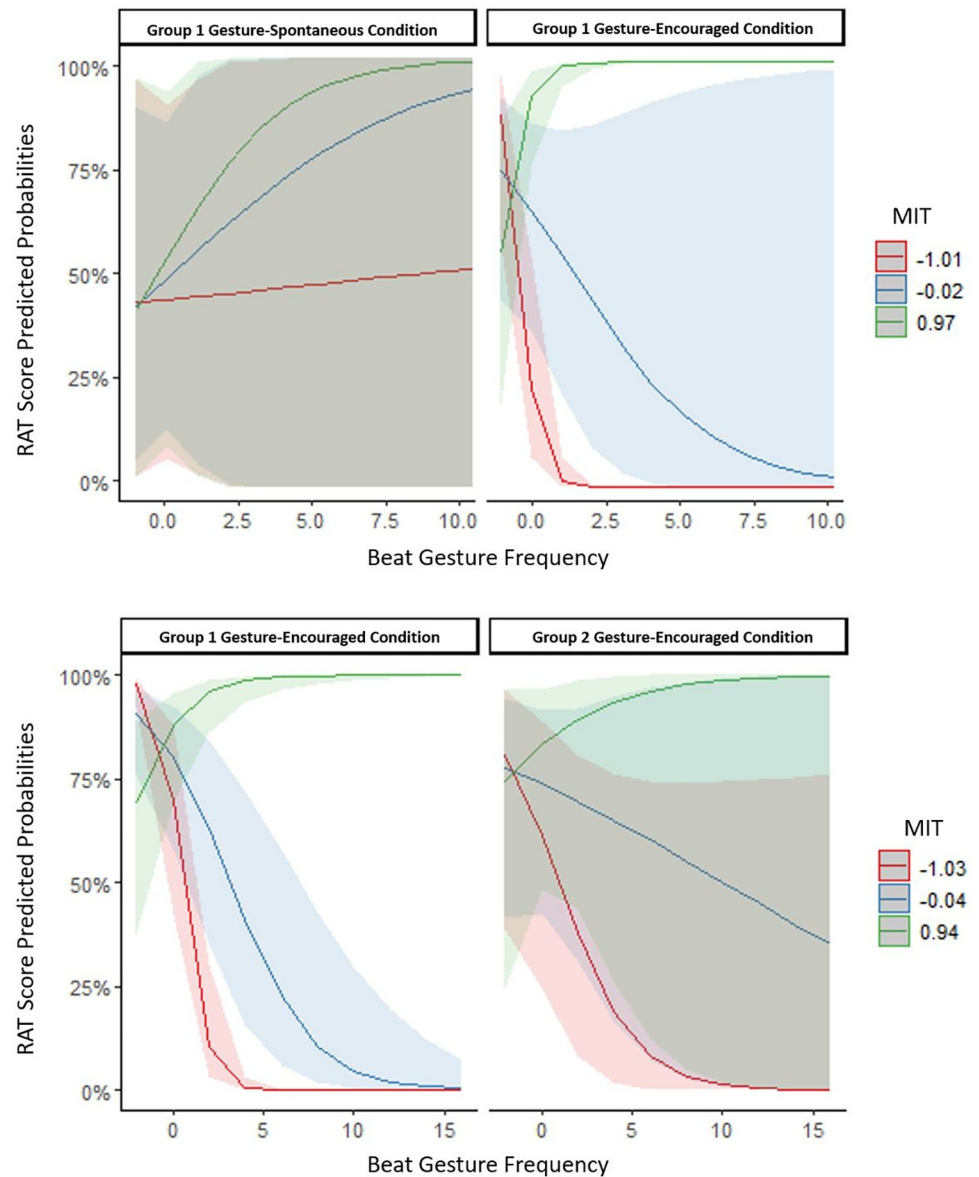 Group 1 Gesture-Spontaneous Condition
Group 1 Gesture-Encouraged Condition
RAT Score Predicted Probabilities
100%
75%
50%
25%
0%
0.0 2.5 5.0 7.5 10.0
0.0 2.5 5.0 7.5 10.0
Beat Gesture Frequency
MIT
-1.01
-0.02
0.97
Group 1 Gesture-Encouraged Condition
Group 2 Gesture-Encouraged Condition
RAT Score Predicted Probabilities
100%
75%
50%
25%
0%
0 5 10 15
0 5 10 15
Beat Gesture Frequency
MIT
-1.03
-0.04
0.94